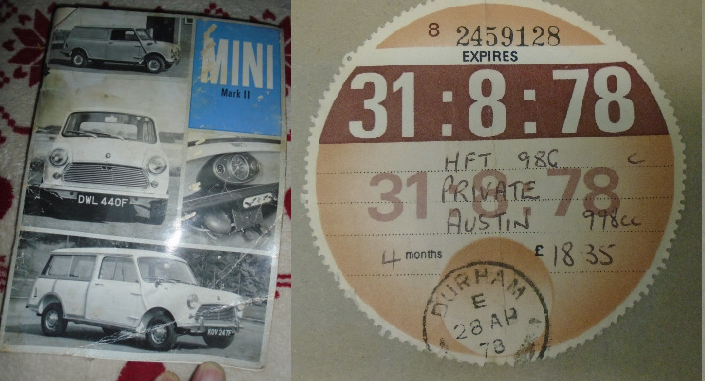 MINI
Mark II
DWL 440F
KOV 247F
8 2459128
EXPIRES
31:8:78
31:8:78
HFT 98G C
PRIVATE
AUSTIN 998cc
4 months £18 35
DURHAM
E
28 AP
78